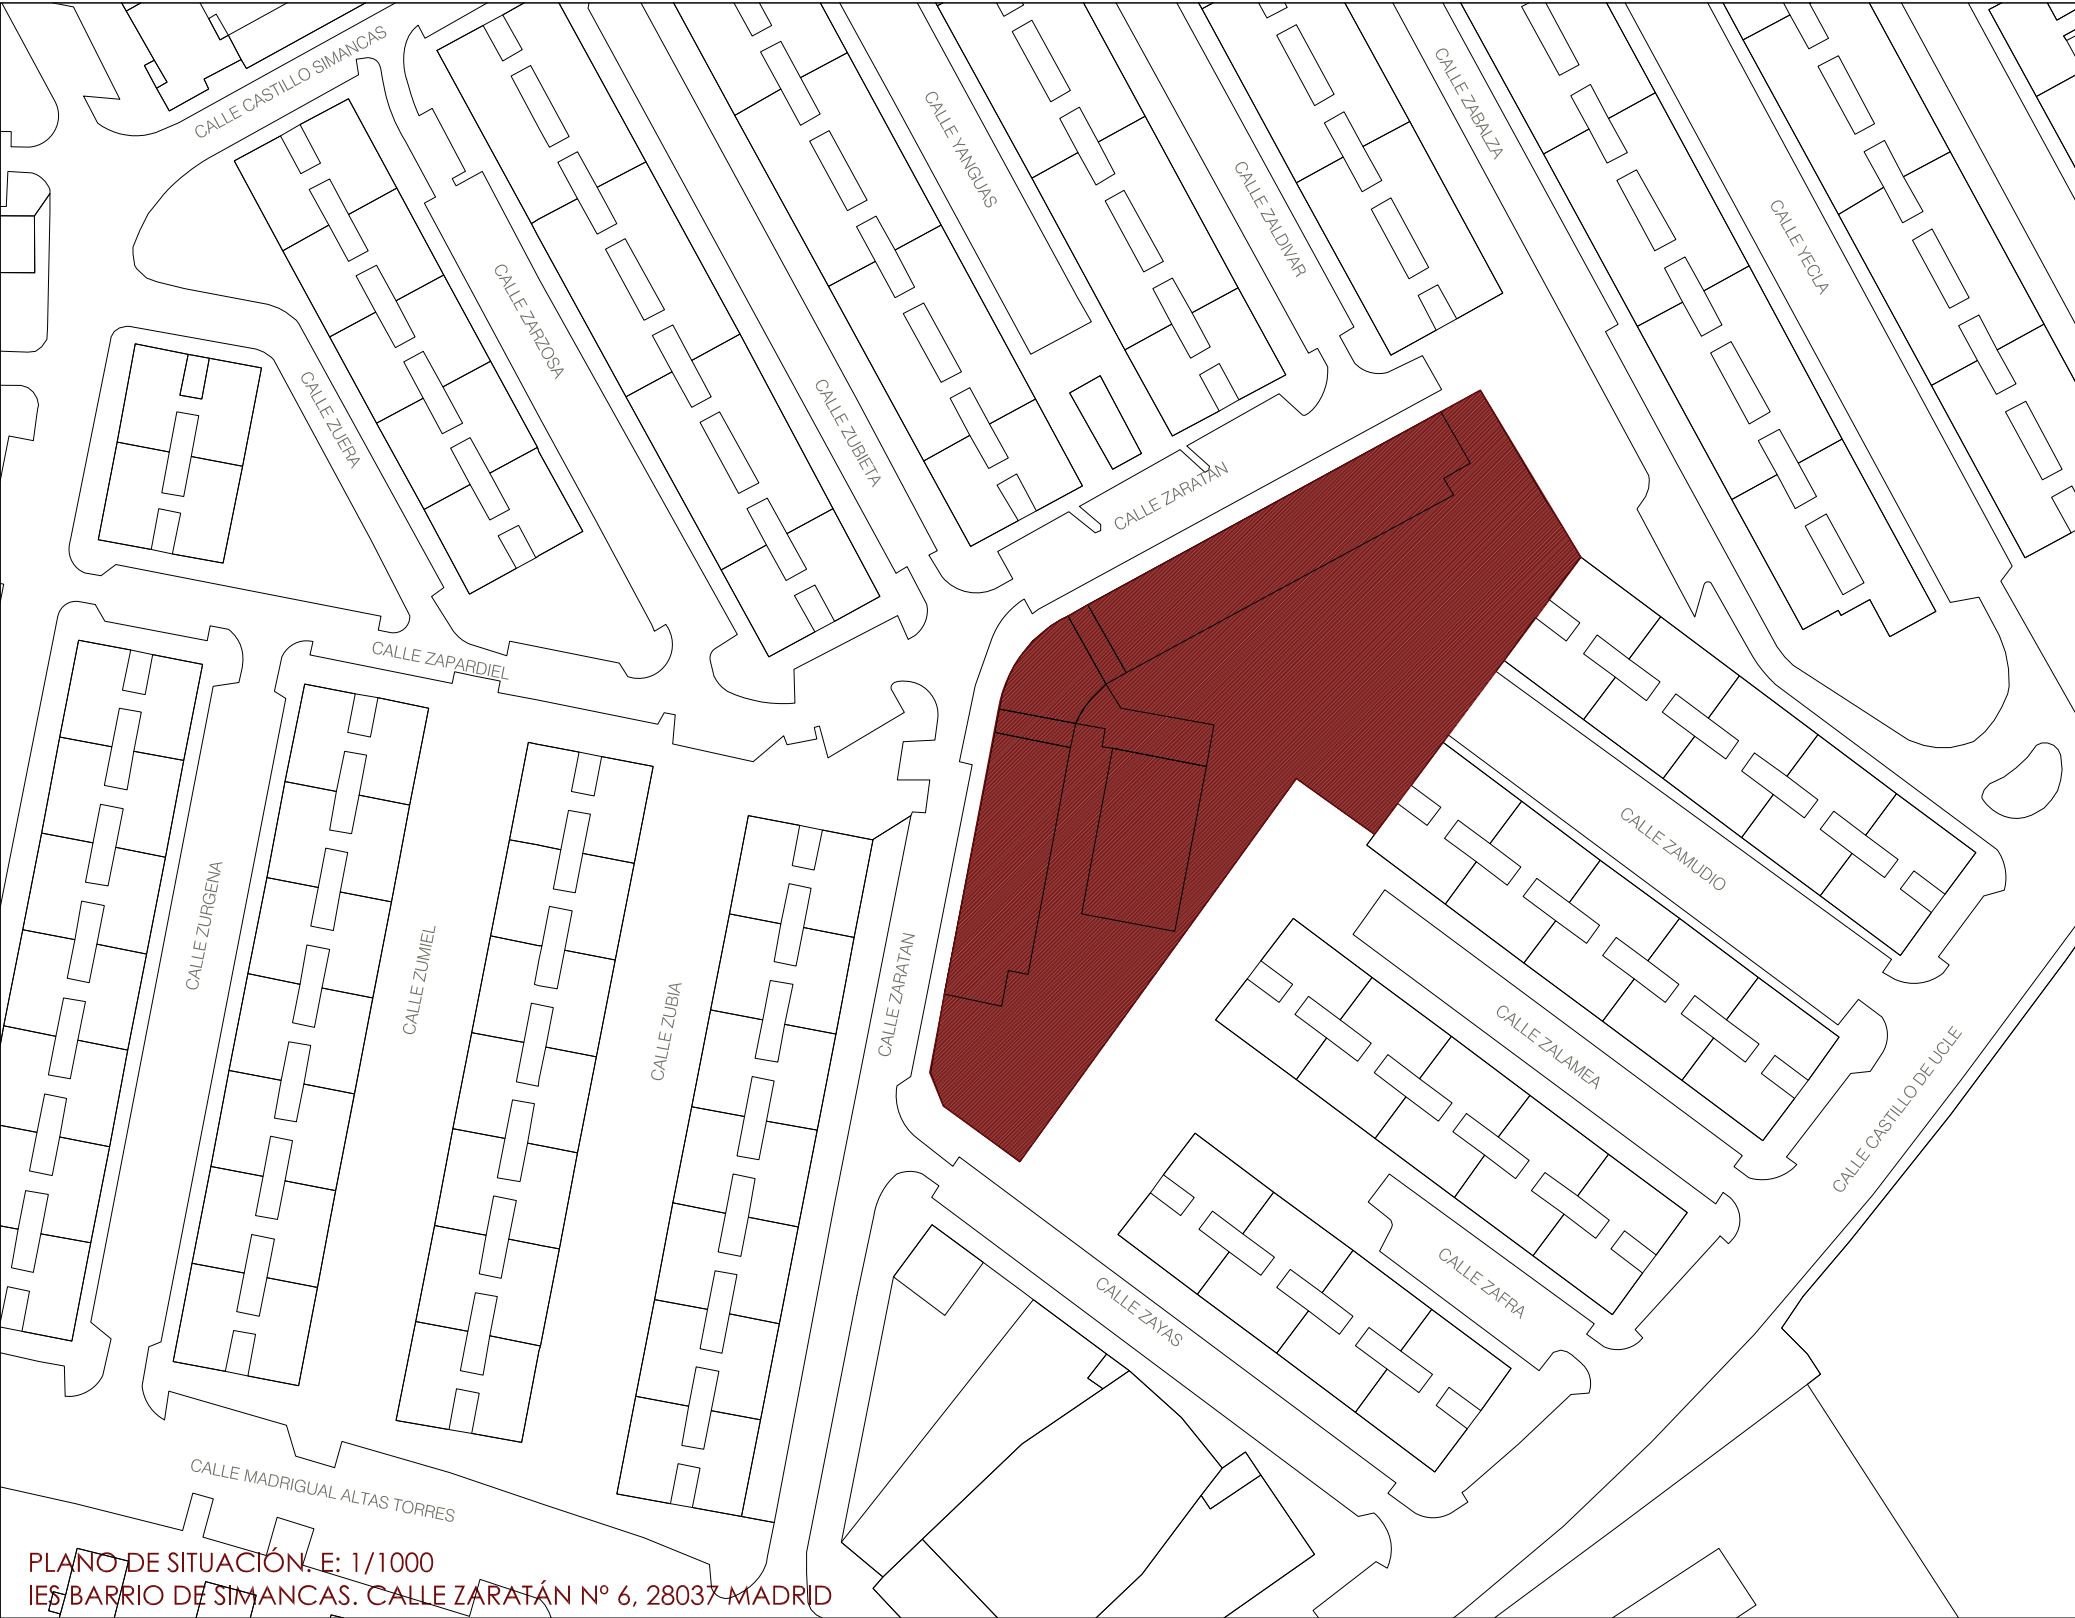 CALLE CASTILLO SIMANCAS
CALLE ZABALZA
CALLE YANGUAS
CALLE ZALDIVAR
CALLE YECLA
CALLE ZARZOSA
CALLE ZUERA
CALLE ZUBIETA
CALLE ZARATAN
CALLE ZAPARDIEL
CALLE ZAMUDIO
CALLE ZURGENA
CALLE ZUMIEL
CALLE ZUBIA
CALLE ZARATAN
CALLE ZALAMEA
CALLE CASTILLO DE UCLE
CALLE ZAFRA
CALLE ZAYAS
CALLE MADRIGUAL ALTAS TORRES
PLANO DE SITUACIÓN. E: 1/1000
IES BARRIO DE SIMANCAS. CALLE ZARATÁN Nº 6, 28037 MADRID